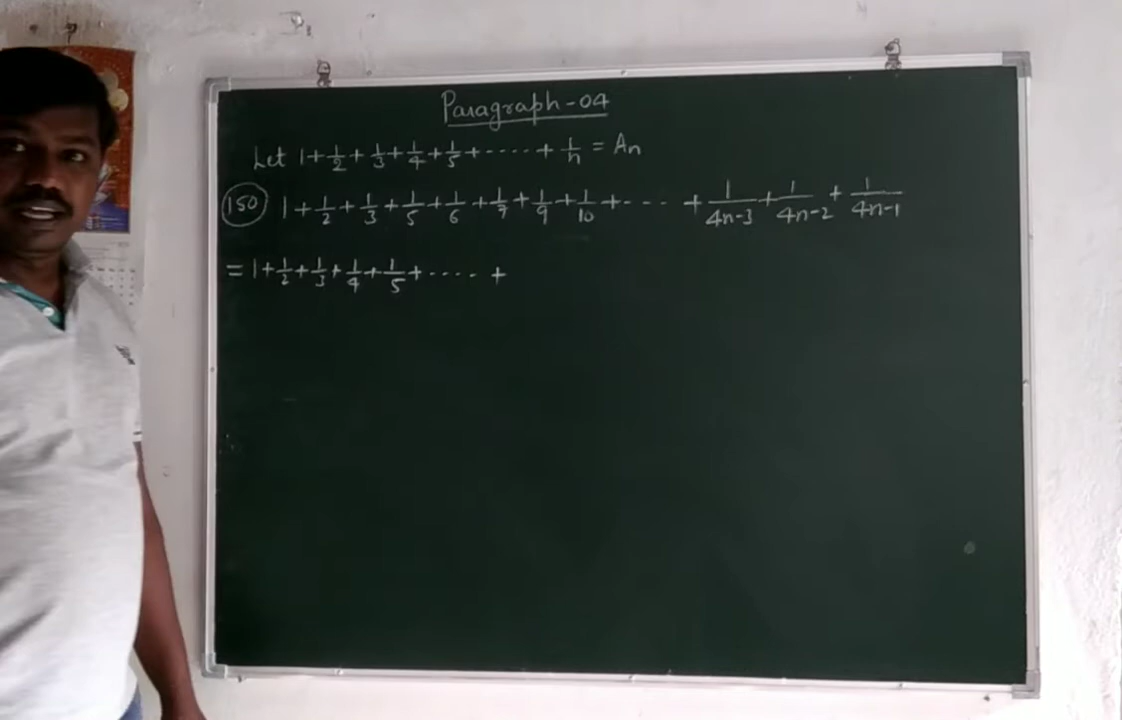 Paragraph-04
Let 1+1/2+1/3+1/4+1/5+.....+1/n = An
150 1+1/2+1/3+1/5+1/6+1/7+1/9+1/10+.... +1/(4n-3)+1/(4n-2)+1/(4n-1)
=1+1/2+1/3+1/4+1/5+..... +